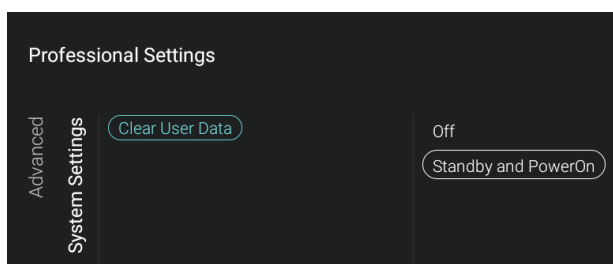 Professional Settings
Advanced
System Settings
Clear User Data
Off
Standby and PowerOn